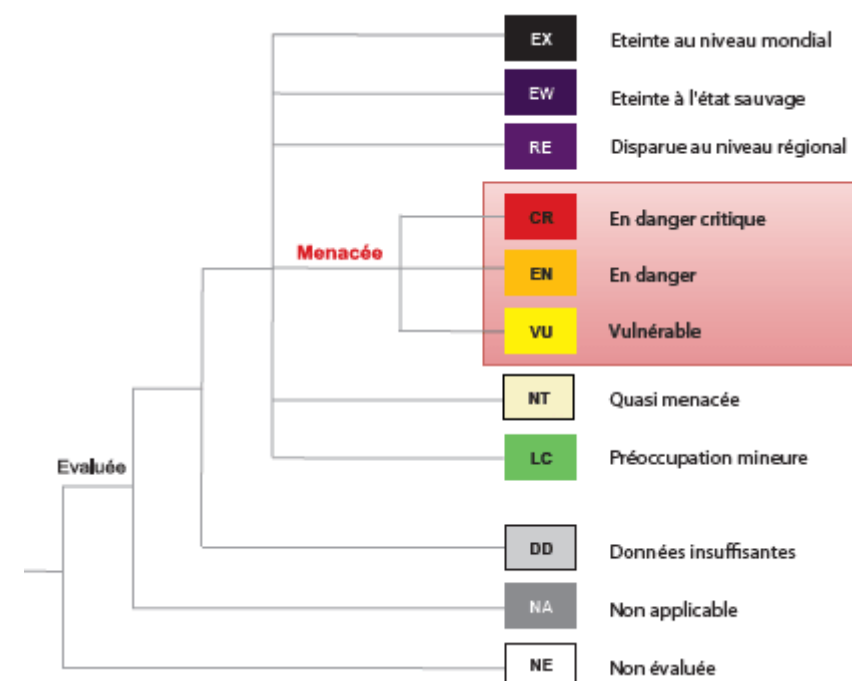 EX Eteinte au niveau mondial
EW Eteinte à l'état sauvage
RE Disparue au niveau régional
CR En danger critique
Menacée
EN En danger
VU Vulnérable
NT Quasi menacée
LC Préoccupation mineure
Evaluée
DD Données insuffisantes
NA Non applicable
NE Non évaluée